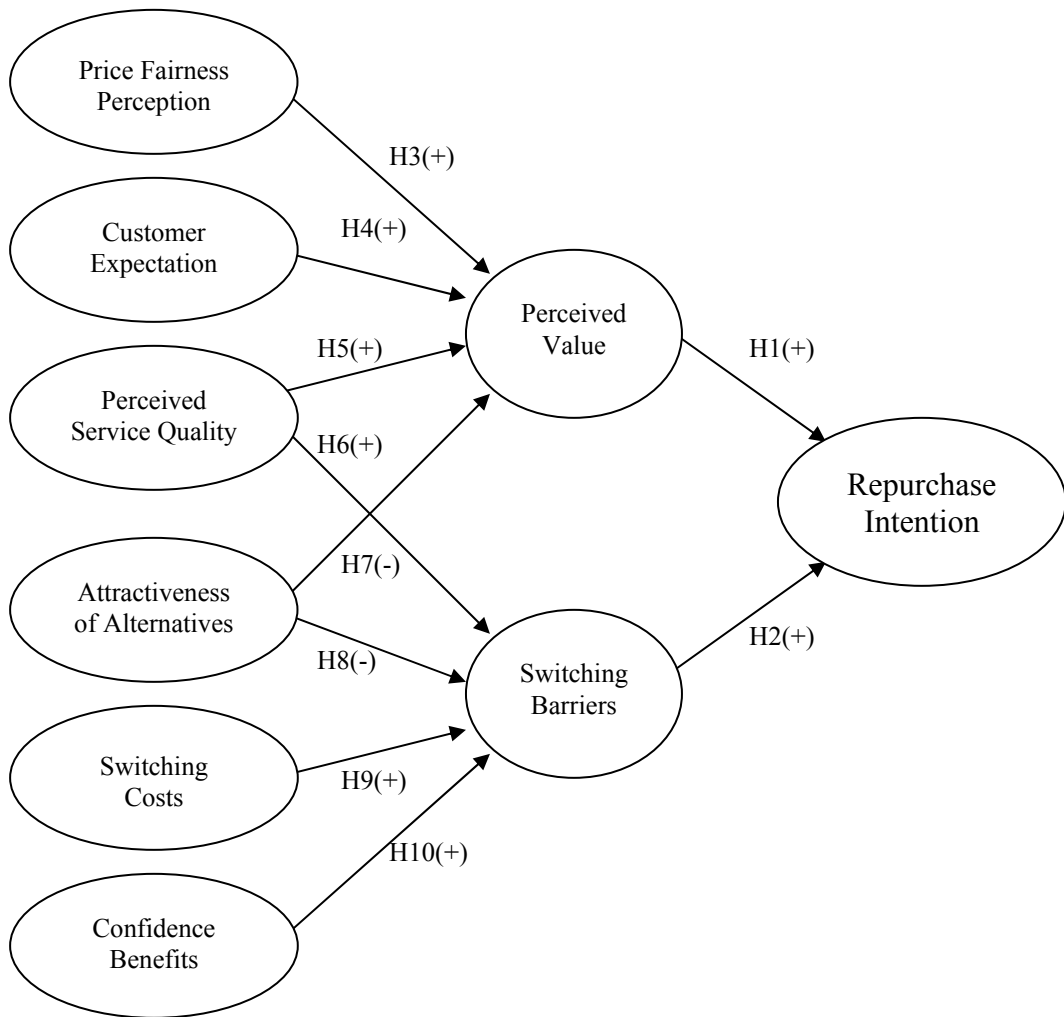 Price Fairness
Perception
H3(+)
Customer
Expectation
H4(+)
Perceived
Value
H1(+)
H5(+)
Perceived
Service Quality
H6(+)
Repurchase
Intention
H7(-)
Attractiveness
of Alternatives
H8(-)
H2(+)
Switching
Barriers
Switching
Costs
H9(+)
H10(+)
Confidence
Benefits